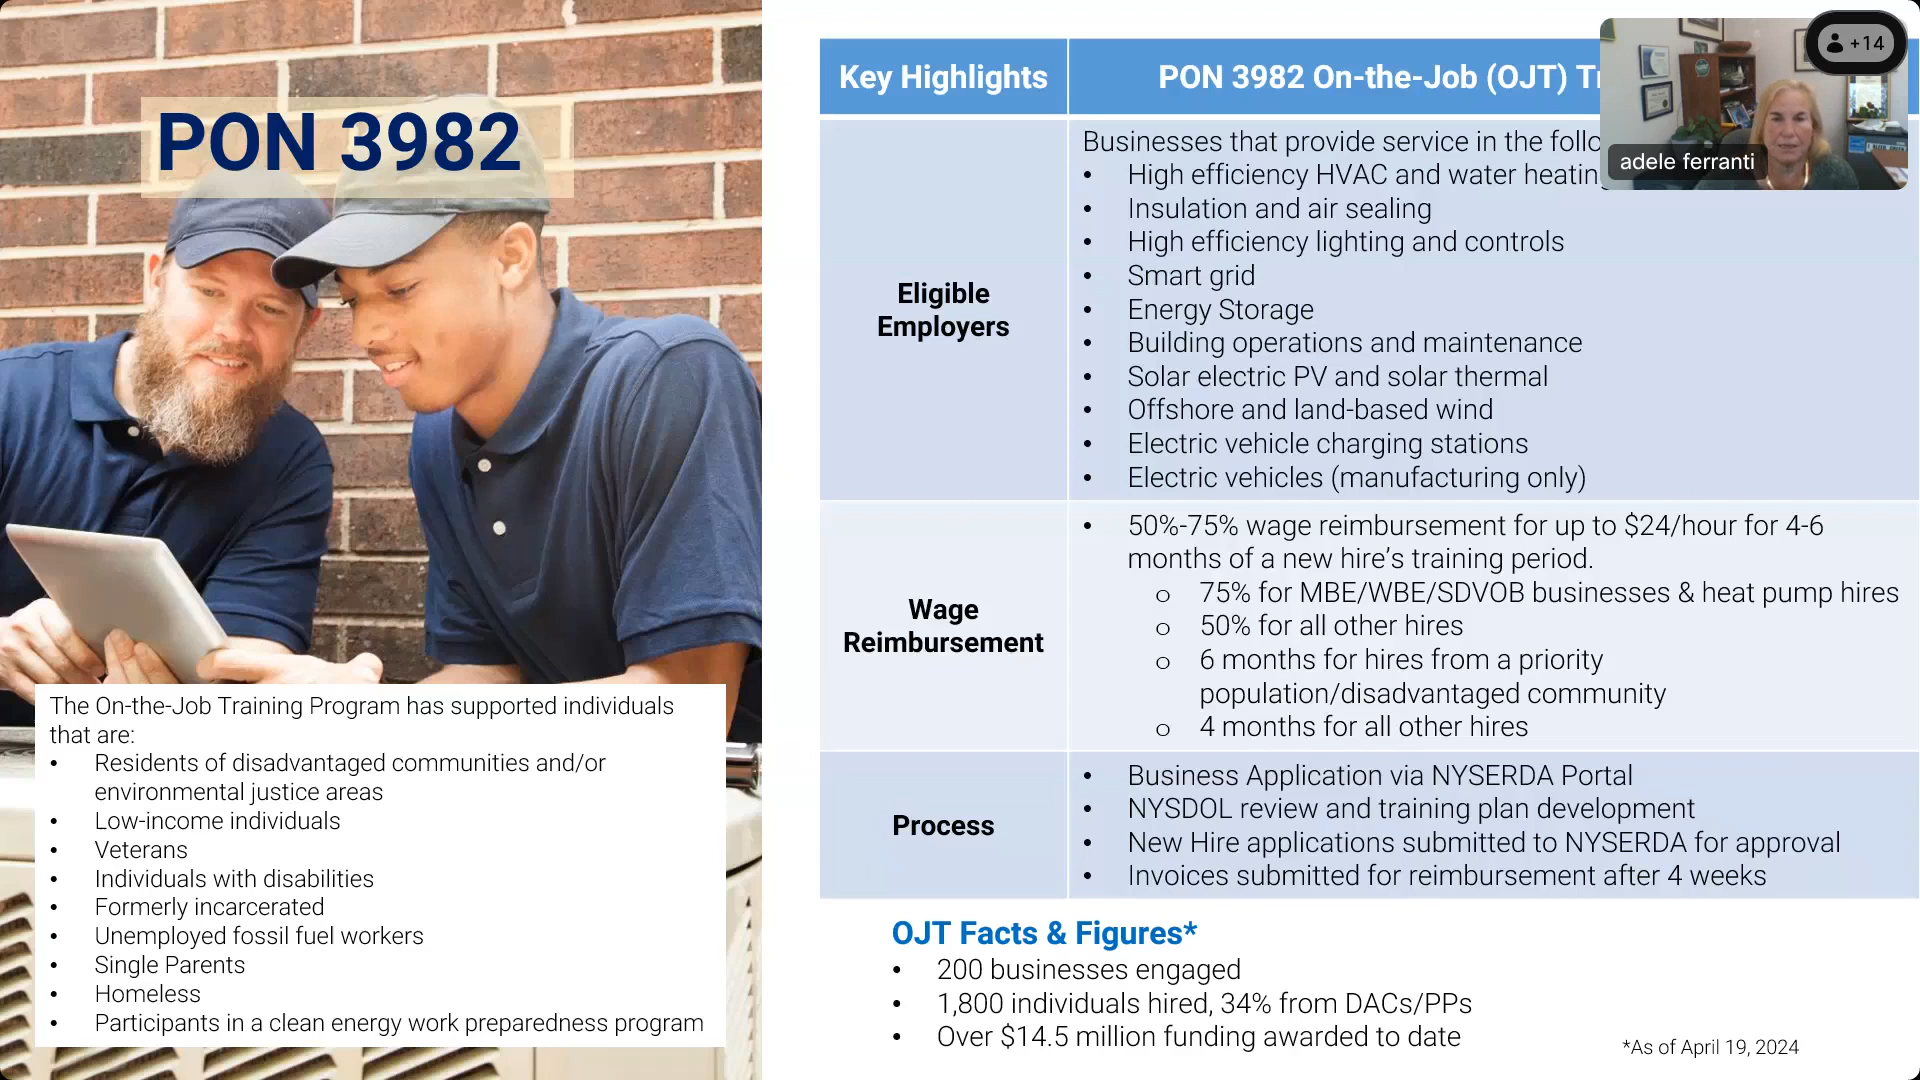 PON 3982
The On-the-Job Training Program has supported individuals
that are:
• Residents of disadvantaged communities and/or
environmental justice areas
• Low-income individuals
• Veterans
• Individuals with disabilities
• Formerly incarcerated
• Unemployed fossil fuel workers
• Single Parents
• Homeless
• Participants in a clean energy work preparedness program
Key Highlights
PON 3982 On-the-Job (OJT)
Eligible
Employers
Businesses that provide service in the
• High efficiency HVAC and water
• Insulation and air sealing
• High efficiency lighting and controls
• Smart grid
• Energy Storage
• Building operations and maintenance
• Solar electric PV and solar thermal
• Offshore and land-based wind
• Electric vehicle charging stations
• Electric vehicles (manufacturing only)
Wage
Reimbursement
• 50%-75% wage reimbursement for up to $24/hour for 4-6
months of a new hire's training period.
o 75% for MBE/WBE/SDVOB businesses & heat pump hires
o 50% for all other hires
o 6 months for hires from a priority
population/disadvantaged community
o 4 months for all other hires
Process
• Business Application via NYSERDA Portal
• NYSDOL review and training plan development
• New Hire applications submitted to NYSERDA for approval
• Invoices submitted for reimbursement after 4 weeks
OJT Facts & Figures*
• 200 businesses engaged
• 1,800 individuals hired, 34% from DACs/PPs
• Over $14.5 million funding awarded to date
*As of April 19, 2024
adele ferranti
+14